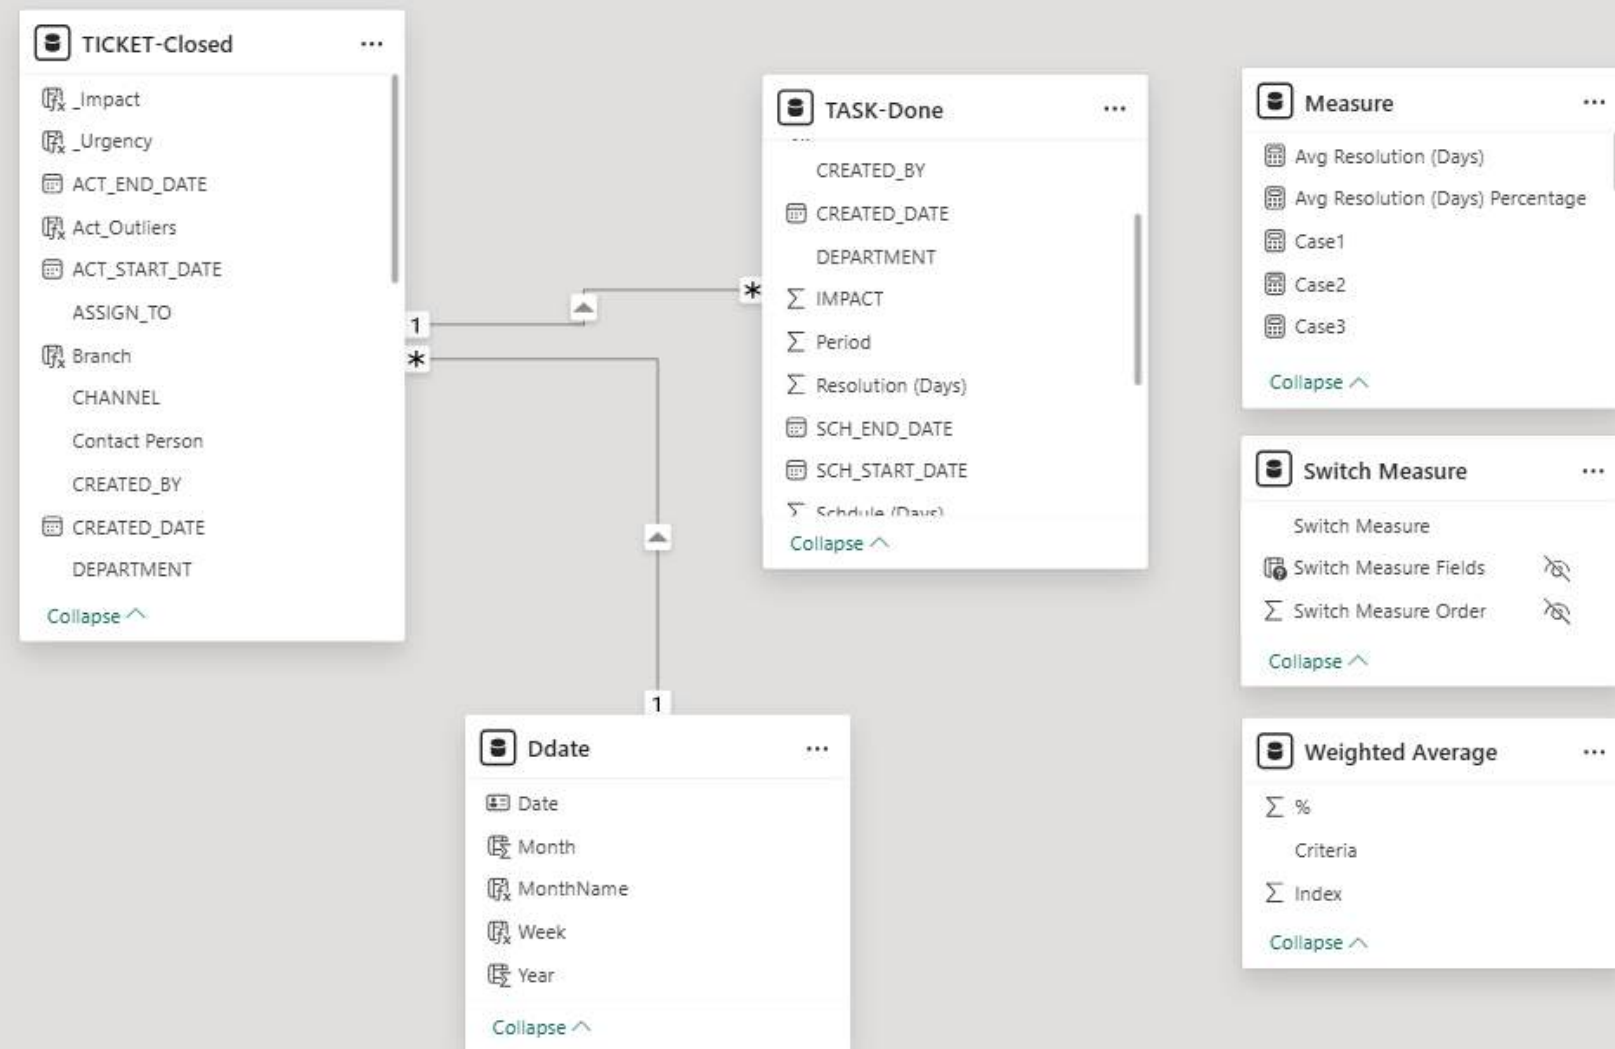 TICKET-Closed
_Impact
_Urgency
ACT_END_DATE
Act_Outliers
ACT_START_DATE
ASSIGN_TO
Branch
CHANNEL
Contact Person
CREATED_BY
CREATED_DATE
DEPARTMENT
Collapse
1
*
*
1
TASK-Done
CREATED_BY
CREATED_DATE
DEPARTMENT
IMPACT
Period
Resolution (Days)
SCH_END_DATE
SCH_START_DATE
Schdule (Days)
Collapse
Ddate
Date
Month
MonthName
Week
Year
Collapse
Measure
Avg Resolution (Days)
Avg Resolution (Days) Percentage
Case1
Case2
Case3
Collapse
Switch Measure
Switch Measure
Switch Measure Fields
Switch Measure Order
Collapse
Weighted Average
%
Criteria
Index
Collapse